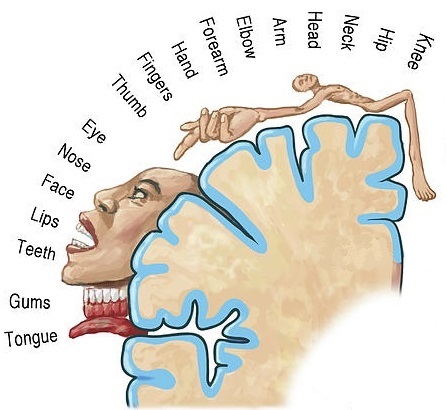 Knee
Hip
Neck
Head
Arm
Elbow
Forearm
Hand
Fingers
Thumb
Eye
Nose
Face
Lips
Teeth
Gums
Tongue